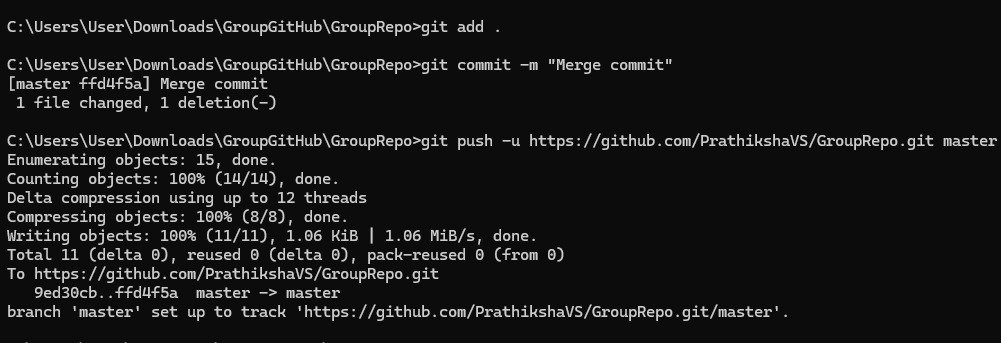 C:\Users\User\Downloads\GroupGitHub\GroupRepo>git add .
C:\Users\User\Downloads\GroupGitHub\GroupRepo>git commit -m "Merge commit"
[master ffd4f5a] Merge commit
 1 file changed, 1 deletion(-)
C:\Users\User\Downloads\GroupGitHub\GroupRepo>git push -u https://github.com/PrathikshaVS/GroupRepo.git master
Enumerating objects: 15, done.
Counting objects: 100% (14/14), done.
Delta compression using up to 12 threads
Compressing objects: 100% (8/8), done.
Writing objects: 100% (11/11), 1.06 KiB | 1.06 MiB/s, done.
Total 11 (delta 0), reused 0 (delta 0), pack-reused 0 (from 0)
To https://github.com/PrathikshaVS/GroupRepo.git
   9ed30cb..ffd4f5a  master -> master
branch 'master' set up to track 'https://github.com/PrathikshaVS/GroupRepo.git/master'.